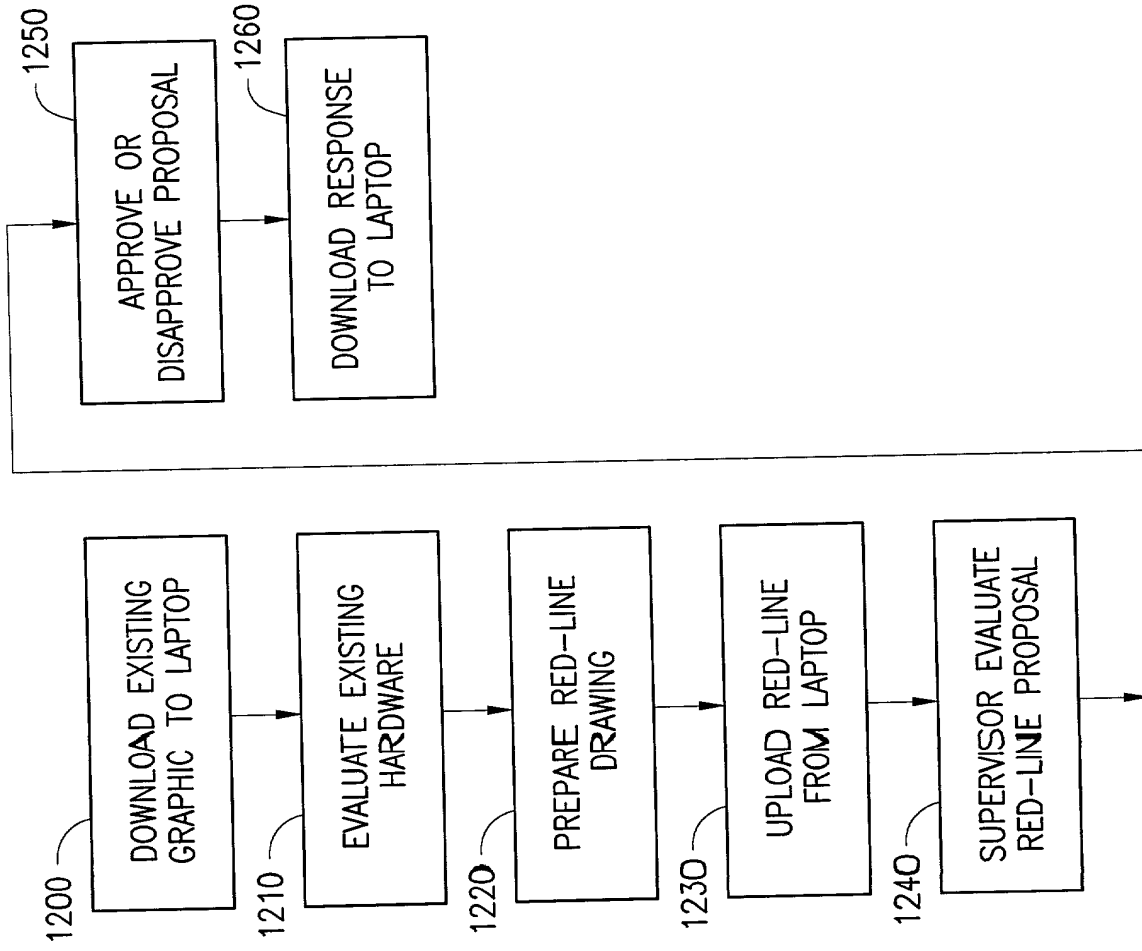 1200
DOWNLOAD EXISTING
GRAPHIC TO LAPTOP
1210
EVALUATE EXISTING
HARDWARE
1220
PREPARE RED-LINE
DRAWING
1230
UPLOAD RED-LINE
FROM LAPTOP
1240
SUPERVISOR EVALUATE
RED-LINE PROPOSAL
1250
APPROVE OR
DISAPPROVE PROPOSAL
1260
DOWNLOAD RESPONSE
TO LAPTOP